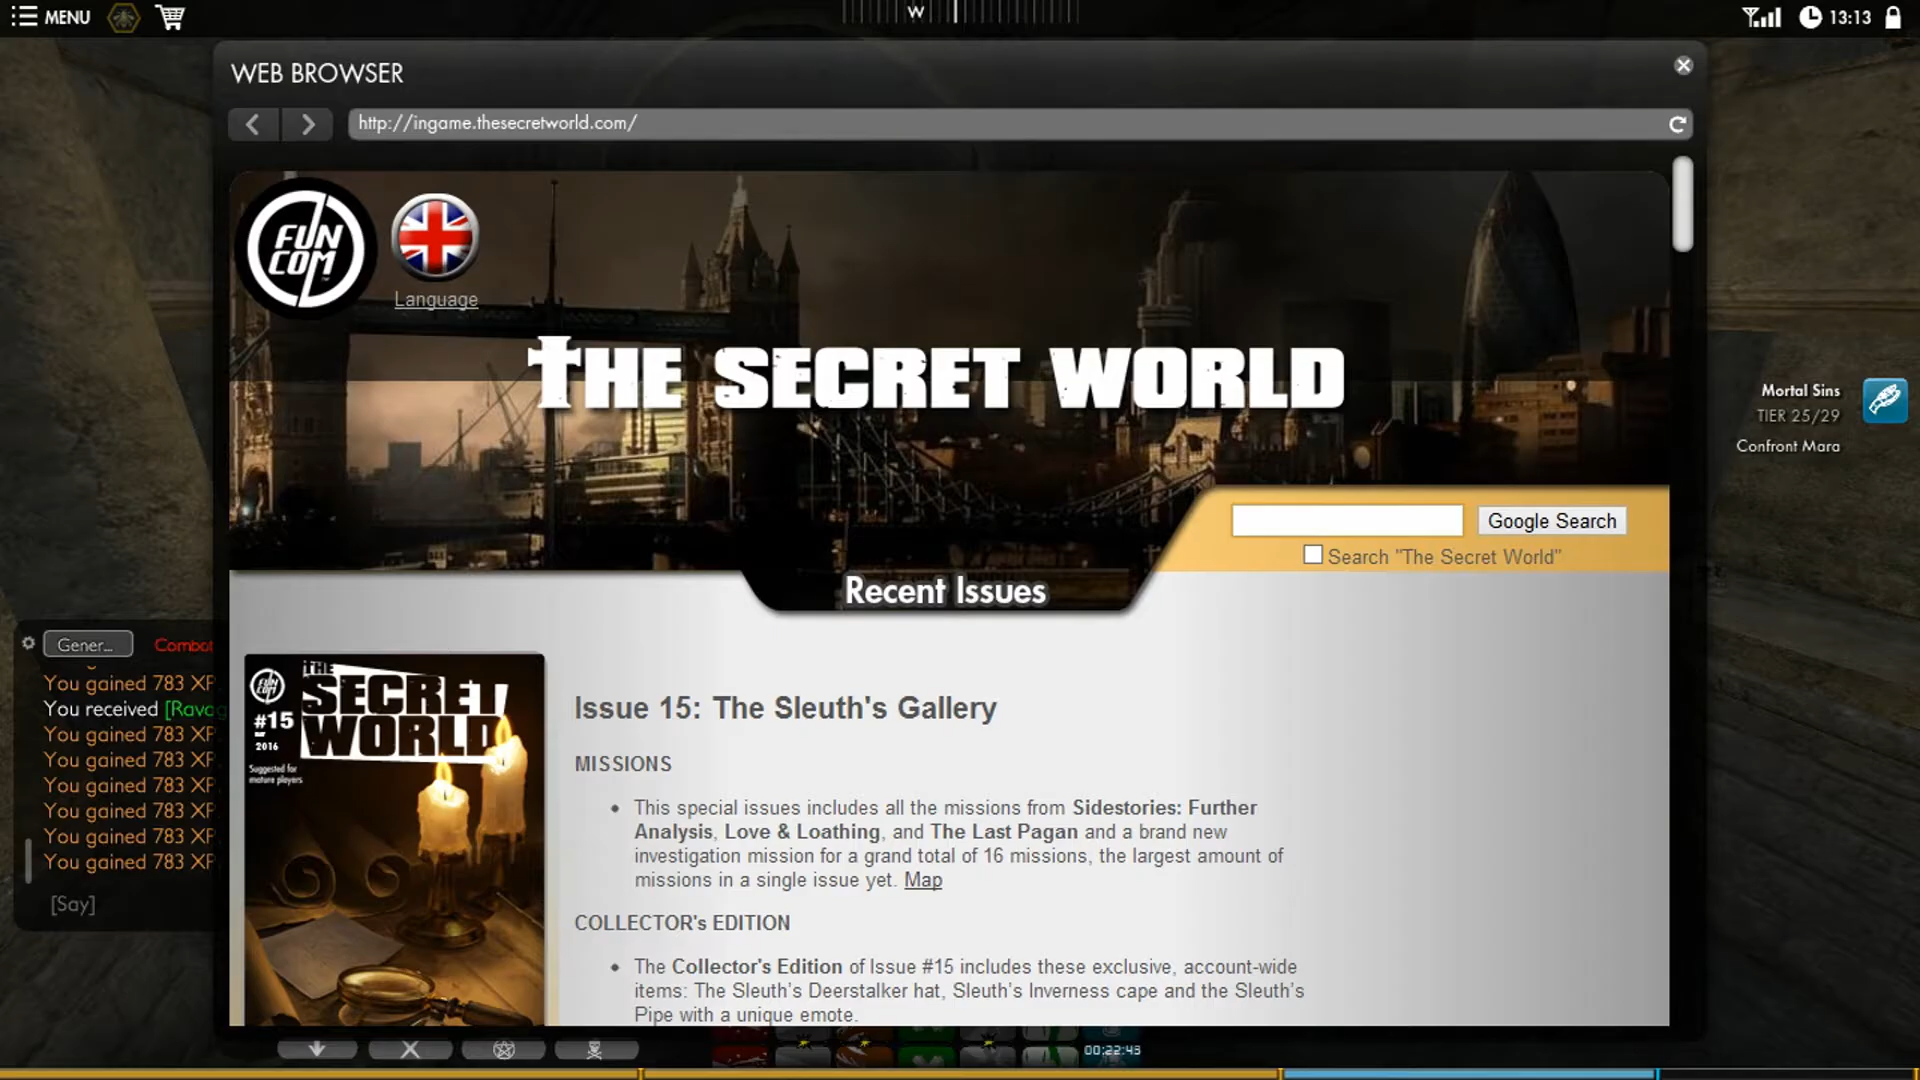 MENU
W
13:13
WEB BROWSER
http://ingame.thesecretworld.com/
FUN
COM
Language
THE SECRET WORLD
Mortal Sins
TIER 25/29
Confront Mara
Google Search
Search "The Secret World"
Recent Issues
Gener...
Combat
You gained 783 XP
You received [Ravag
You gained 783 XP
You gained 783 XP
You gained 783 XP
You gained 783 XP
You gained 783 XP
You gained 783 XP
[Say]
FUN
COM
THE
SECRET
WORLD
#15
2016
Suggested for
mature players
Issue 15: The Sleuth's Gallery
MISSIONS
• This special issues includes all the missions from Sidestories: Further
Analysis, Love & Loathing, and The Last Pagan and a brand new
investigation mission for a grand total of 16 missions, the largest amount of
missions in a single issue yet. Map
COLLECTOR's EDITION
• The Collector's Edition of Issue #15 includes these exclusive, account-wide
items: The Sleuth's Deerstalker hat, Sleuth's Inverness cape and the Sleuth's
Pipe with a unique emote.
00:22:43